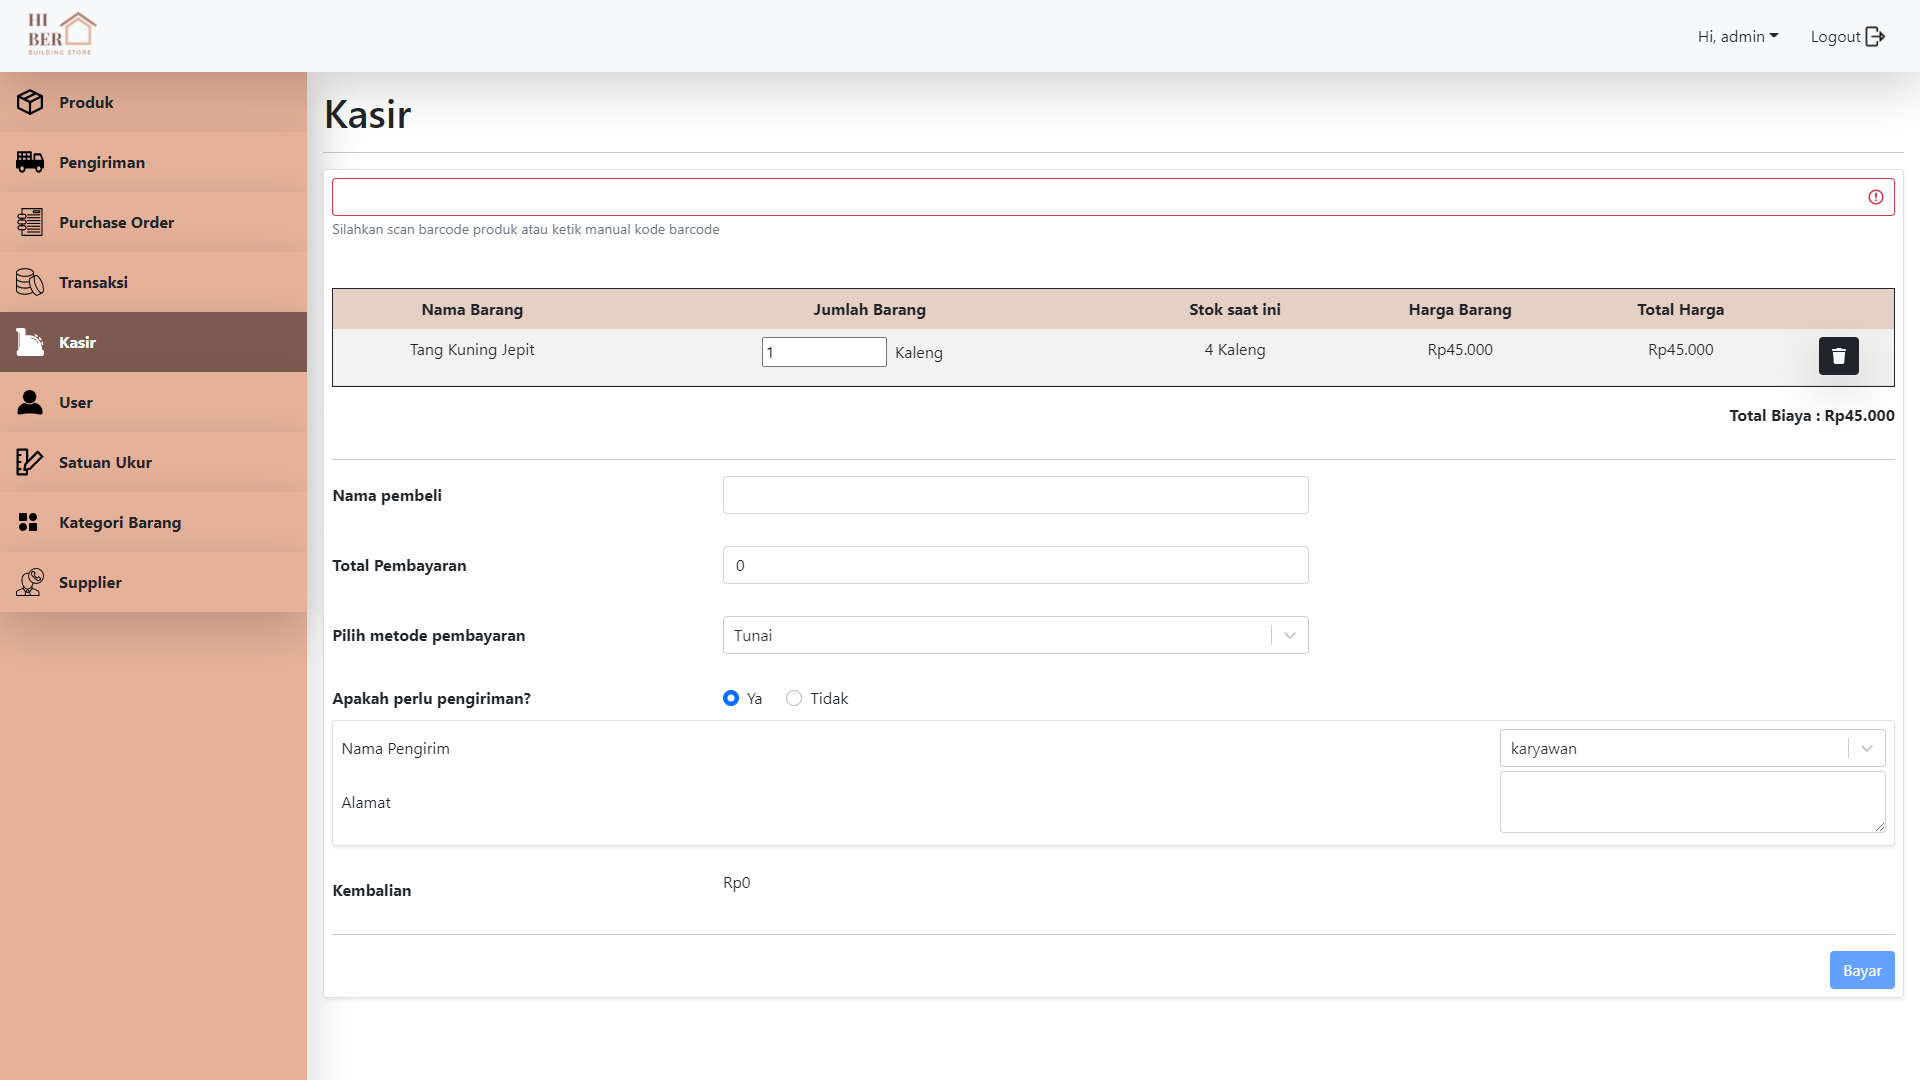 HI
BER
BUILDING STORE
Hi, admin
Logout
Produk
Pengiriman
Purchase Order
Transaksi
Kasir
User
Satuan Ukur
Kategori Barang
Supplier
Kasir
Silahkan scan barcode produk atau ketik manual kode barcode
Nama Barang Jumlah Barang Stok saat ini Harga Barang Total Harga
Tang Kuning Jepit 1 Kaleng 4 Kaleng Rp45.000 Rp45.000
Total Biaya : Rp45.000
Nama pembeli
Total Pembayaran 0
Pilih metode pembayaran Tunai
Apakah perlu pengiriman? Ya Tidak
Nama Pengirim karyawan
Alamat
Kembalian Rp0
Bayar